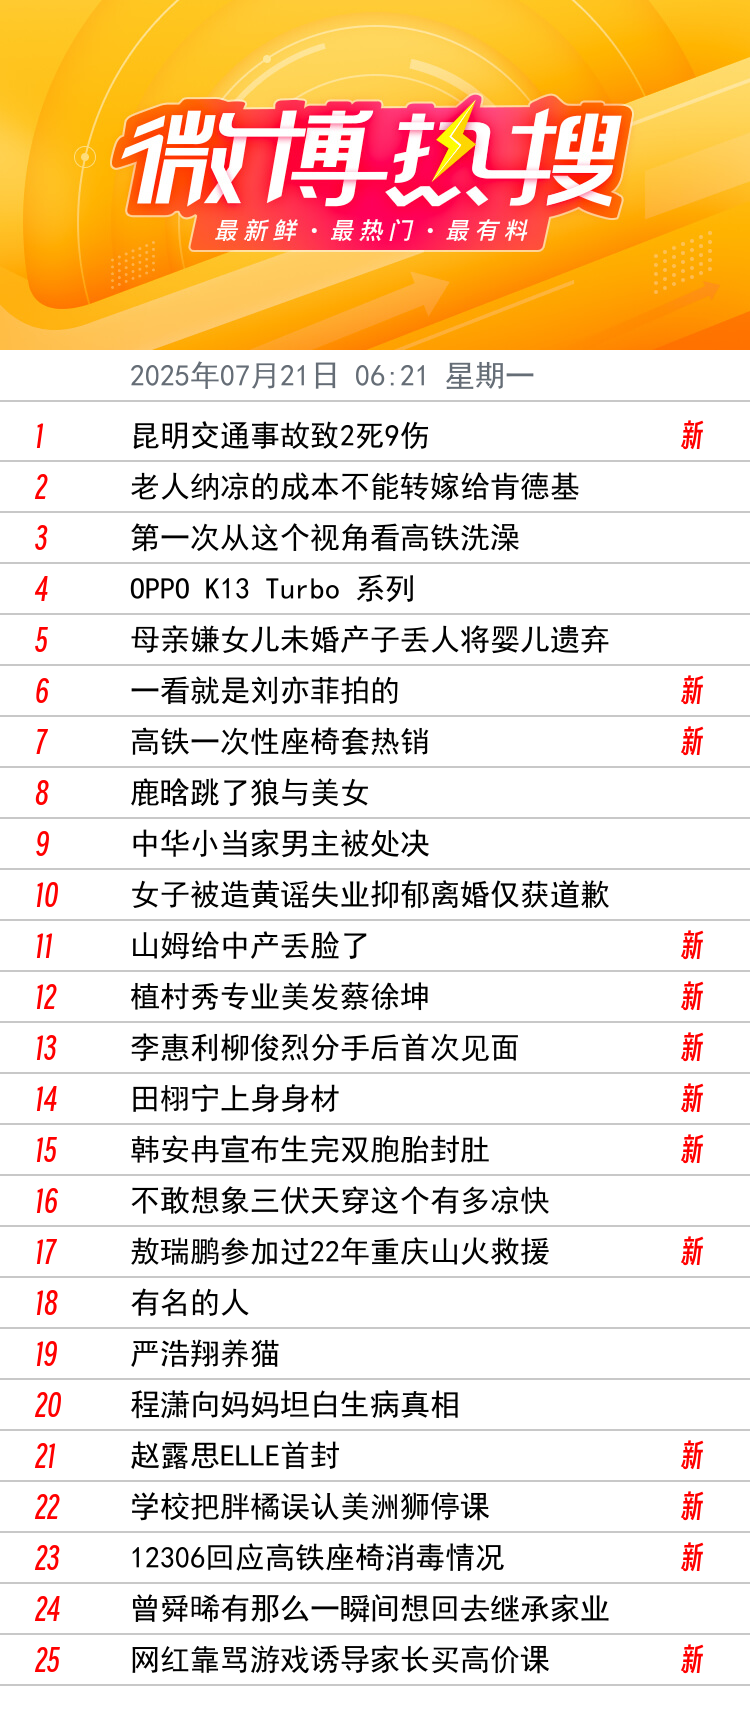 微博热搜
最新鲜·最热门·最有料
2025年07月21日 06:21 星期一
1 昆明交通事故致2死9伤 新
2 老人纳凉的成本不能转嫁给肯德基
3 第一次从这个视角看高铁洗澡
4 OPPO K13 Turbo 系列
5 母亲嫌女儿未婚产子丢人将婴儿遗弃
6 一看就是刘亦菲拍的 新
7 高铁一次性座椅套热销 新
8 鹿晗跳了狼与美女
9 中华小当家男主被处决
10 女子被造黄谣失业抑郁离婚仅获道歉
11 山姆给中产丢脸了 新
12 植村秀专业美发蔡徐坤 新
13 李惠利柳俊烈分手后首次见面 新
14 田栩宁上身身材 新
15 韩安冉宣布生完双胞胎封肚 新
16 不敢想象三伏天穿这个有多凉快
17 敖瑞鹏参加过22年重庆山火救援 新
18 有名的人
19 严浩翔养猫
20 程潇向妈妈坦白生病真相
21 赵露思ELLE首封 新
22 学校把胖橘误认美洲狮停课 新
23 12306回应高铁座椅消毒情况 新
24 曾舜晞有那么一瞬间想回去继承家业
25 网红靠骂游戏诱导家长买高价课 新